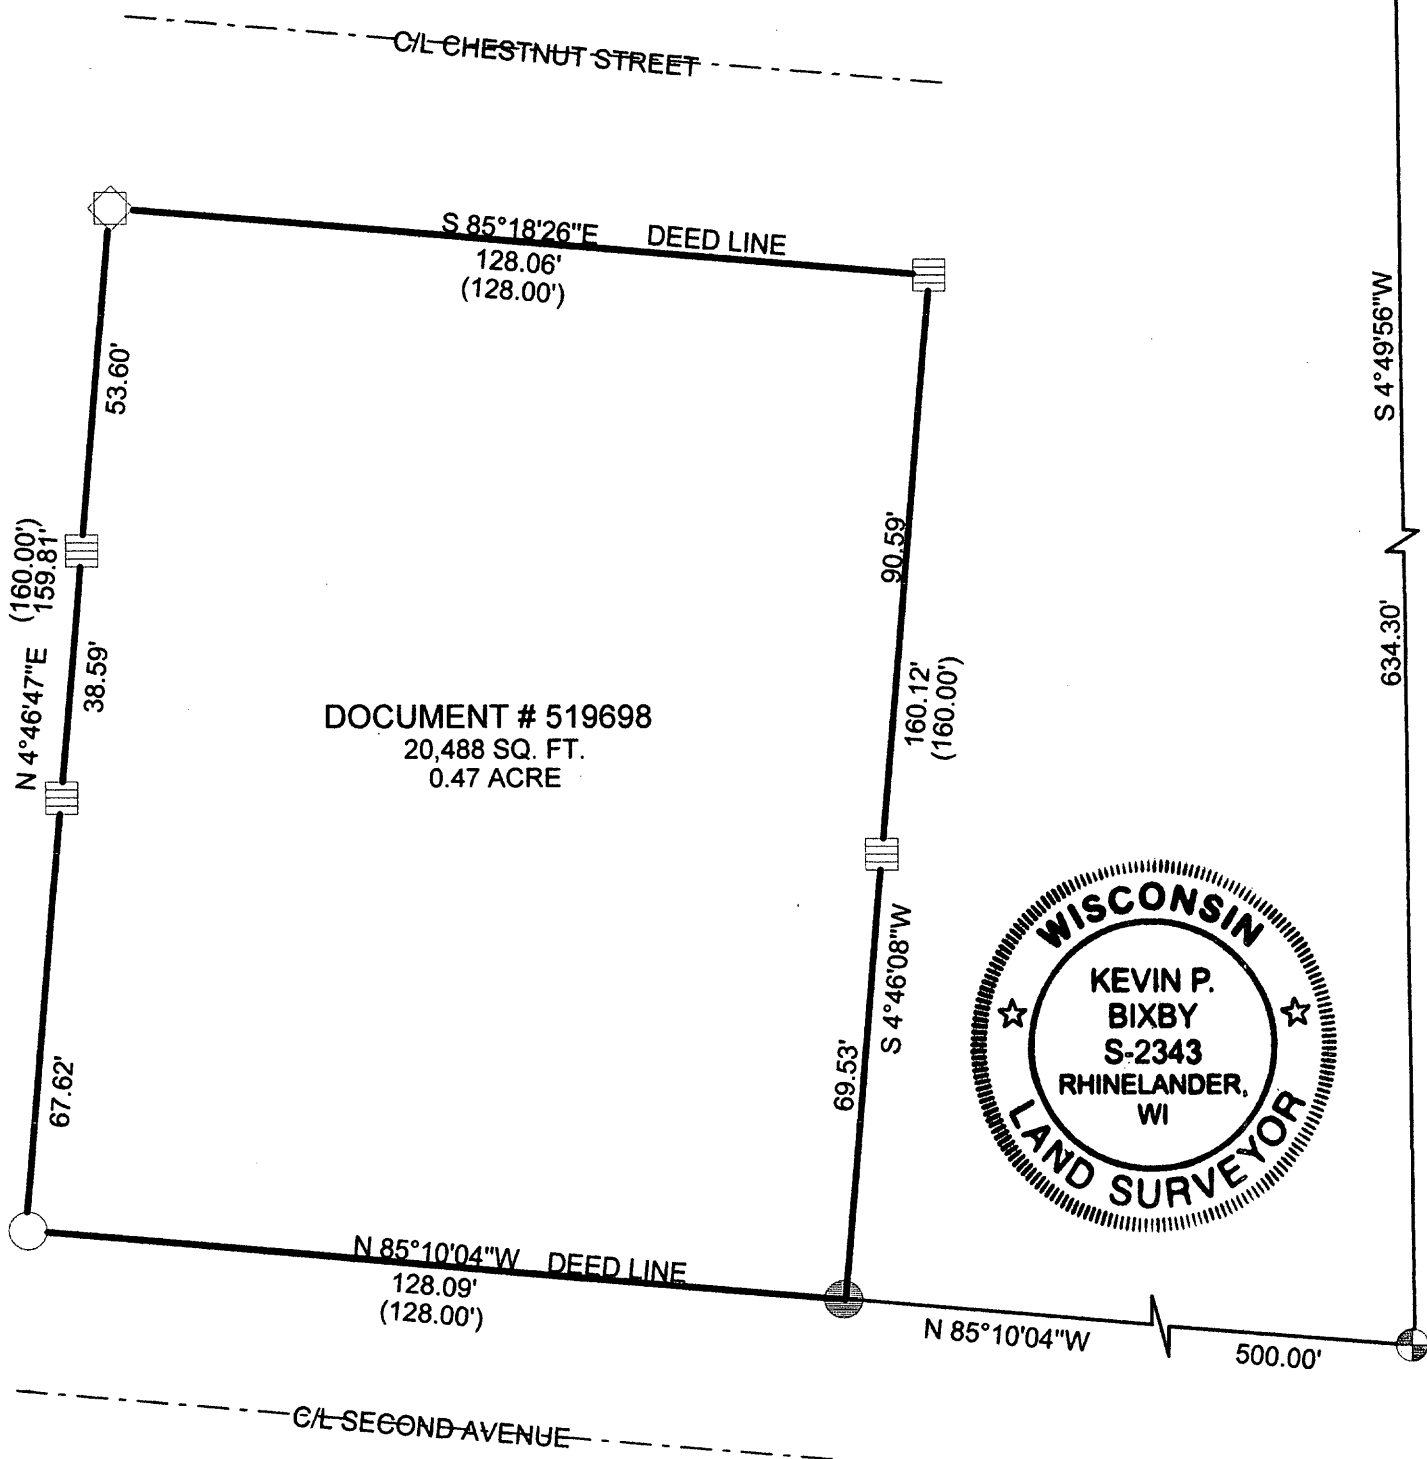 C/L CHESTNUT STREET
S 85°18'26"E DEED LINE
128.06'
(128.00')
53.60'
(160.00')
159.81'
N 4°46'47"E
38.59'
67.62'
90.59'
160.12'
(160.00')
S 4°46'08"W
69.53'
DOCUMENT # 519698
20,488 SQ. FT.
0.47 ACRE
S 4°49'56"W
634.30'
WISCONSIN
KEVIN P.
BIXBY
S-2343
RHINELANDER,
WI
LAND SURVEYOR
N 85°10'04"W DEED LINE
128.09'
(128.00')
N 85°10'04"W
500.00'
C/L SECOND AVENUE